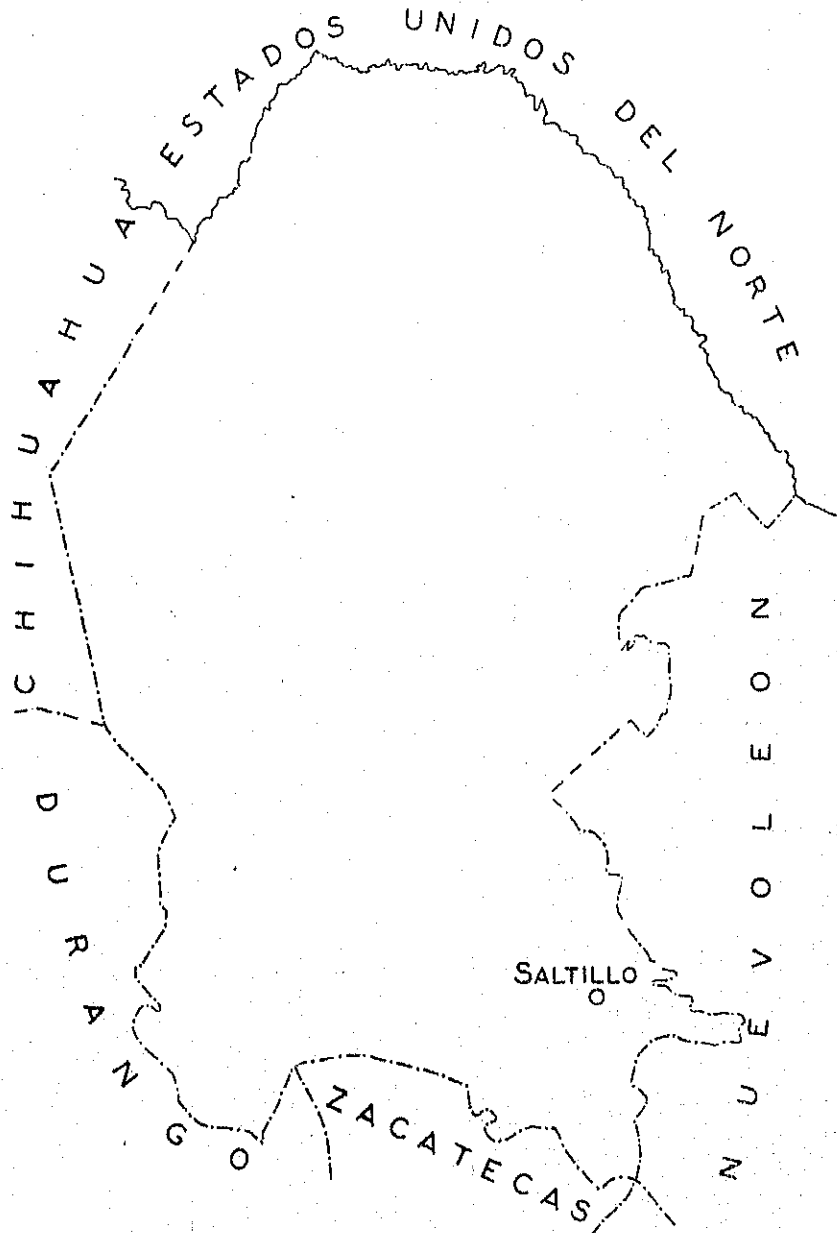 ESTADOS UNIDOS DEL NORTE
CHIHUAHUA
NUEVO LEON
DURANGO
SALTILLO
ZACATECAS